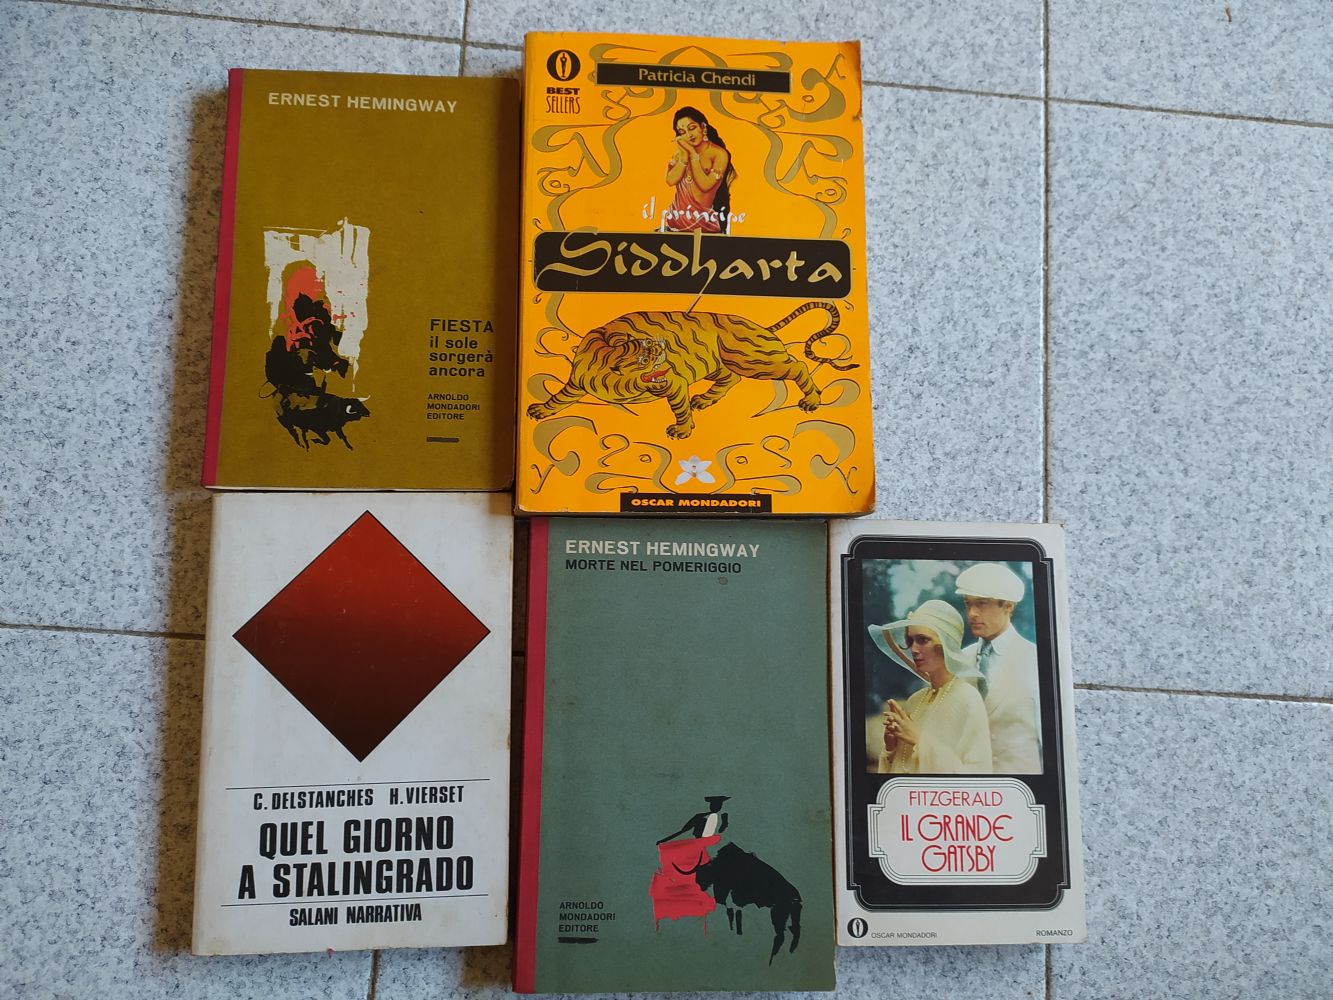 ERNEST HEMINGWAY
FIESTA
il sole
sorgerà
ancora
ARNOLDO
MONDADORI
EDITORE
BEST
SELLERS
Patricia Chendi
il principe
Siddharta
OSCAR MONDADORI
C. DELSTANCHES H. VIERSET
QUEL GIORNO
A STALINGRADO
SALANI NARRATIVA
ERNEST HEMINGWAY
MORTE NEL POMERIGGIO
ARNOLDO
MONDADORI
EDITORE
FITZGERALD
IL GRANDE
GATSBY
OSCAR MONDADORI
ROMANZO